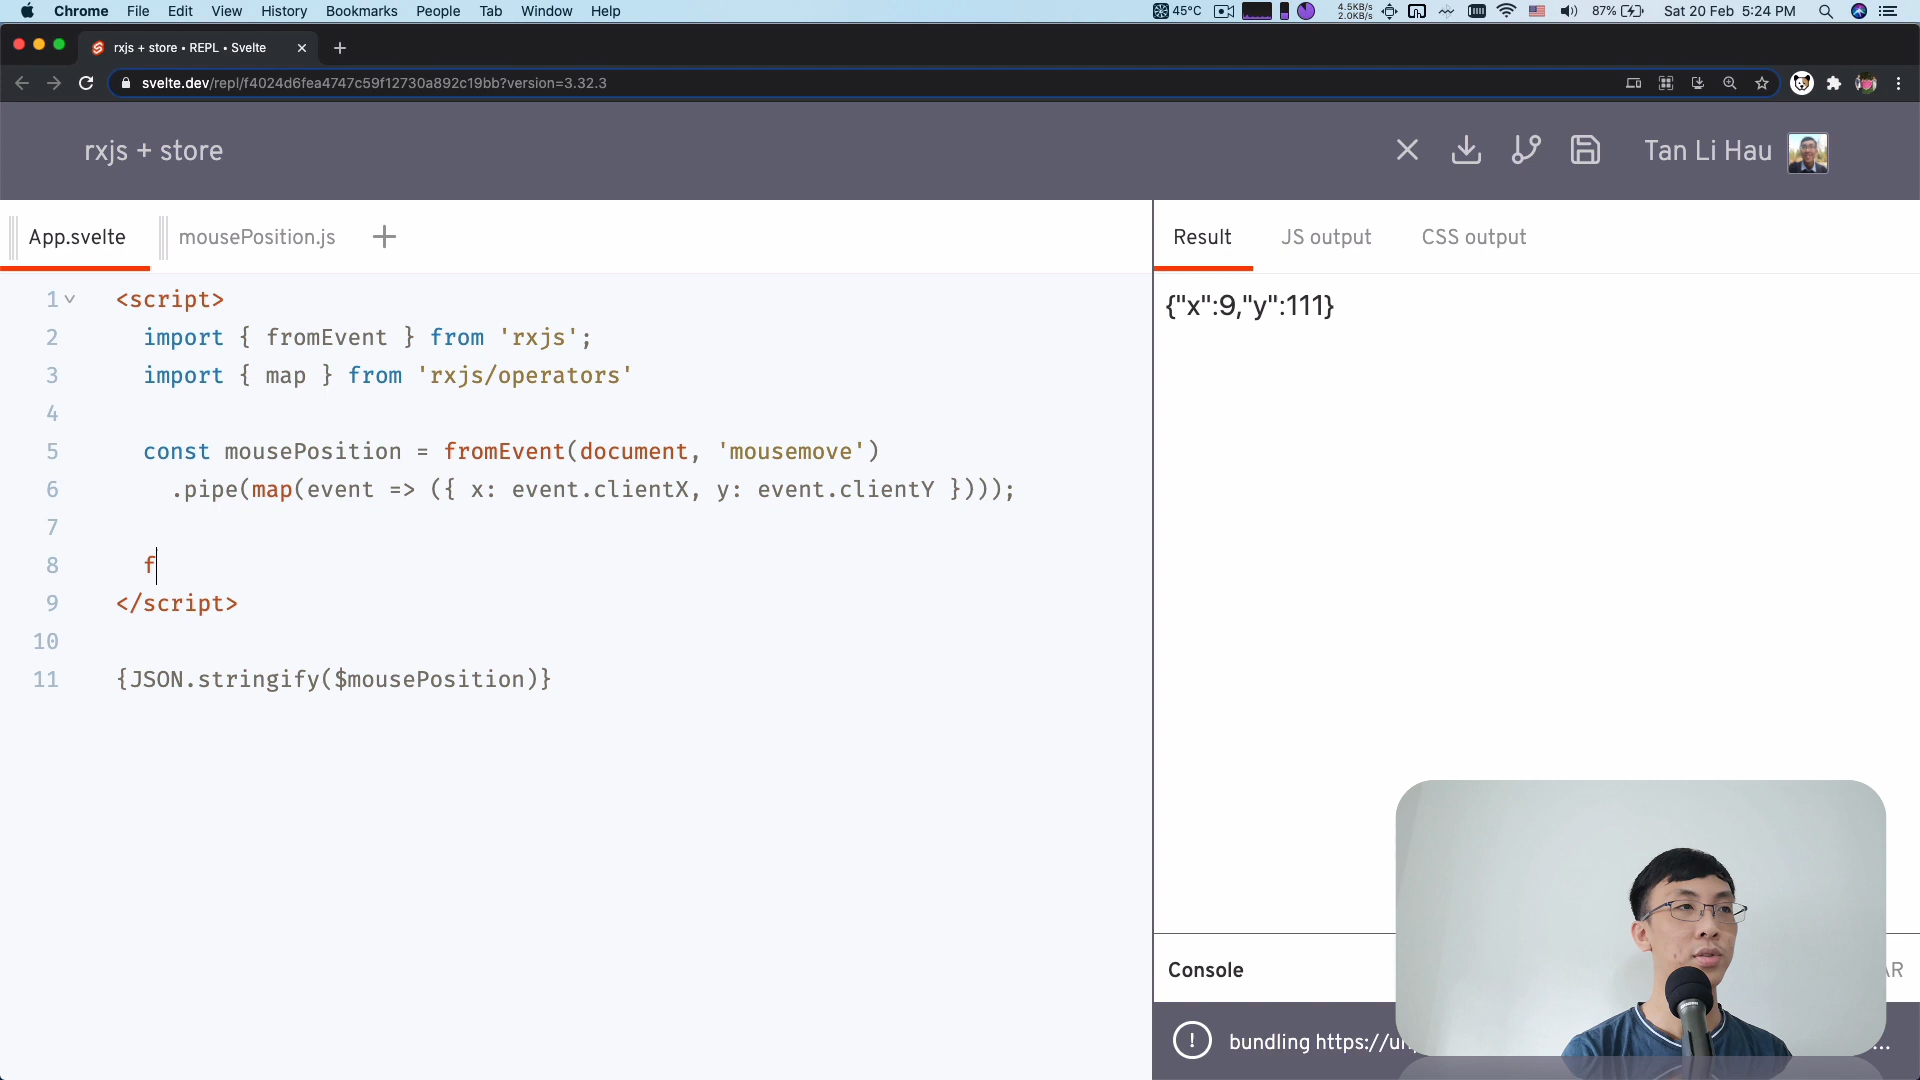 Chrome File Edit View History Bookmarks People Tab Window Help
45°C
4.5KB/s
2.0KB/s
87%
Sat 20 Feb 5:24 PM
rxjs + store • REPL • Svelte
svelte.dev/repl/f4024d6fea4747c59f12730a892c19bb?version=3.32.3
rxjs + store
Tan Li Hau
App.svelte
mousePosition.js
Result
JS output
CSS output
1 <script>
2 import { fromEvent } from 'rxjs';
3 import { map } from 'rxjs/operators'
4
5 const mousePosition = fromEvent(document, 'mousemove')
6 .pipe(map(event => ({ x: event.clientX, y: event.clientY })));
7
8 f
9 </script>
10
11 {JSON.stringify($mousePosition)}
{"x":9,"y":111}
Console
bundling https://
...